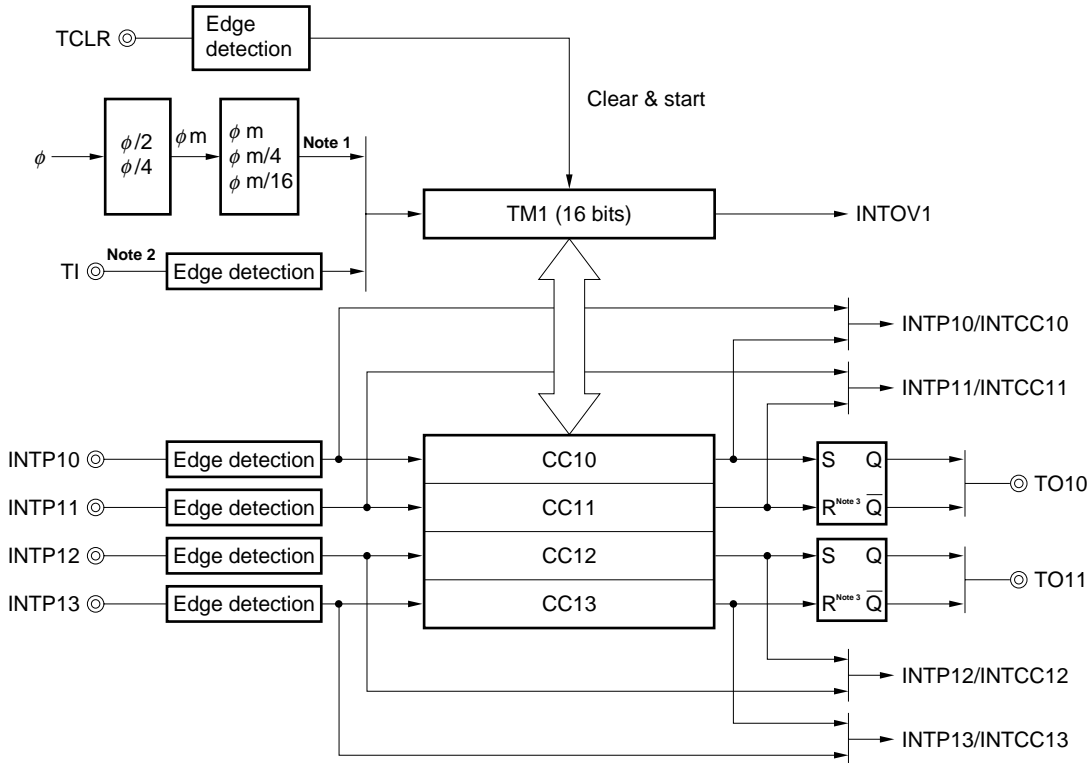 TCLR
Edge
detection
Clear & start
φ
φ/2
φ/4
φm
φm
φm/4
φm/16
Note 1
TM1 (16 bits)
INTOV1
TI
Note 2
Edge detection
INTP10/INTCC10
INTP11/INTCC11
INTP10
Edge detection
CC10
S Q
TO10
INTP11
Edge detection
CC11
R Note 3 Q̅
INTP12
Edge detection
CC12
S Q
TO11
INTP13
Edge detection
CC13
R Note 3 Q̅
INTP12/INTCC12
INTP13/INTCC13